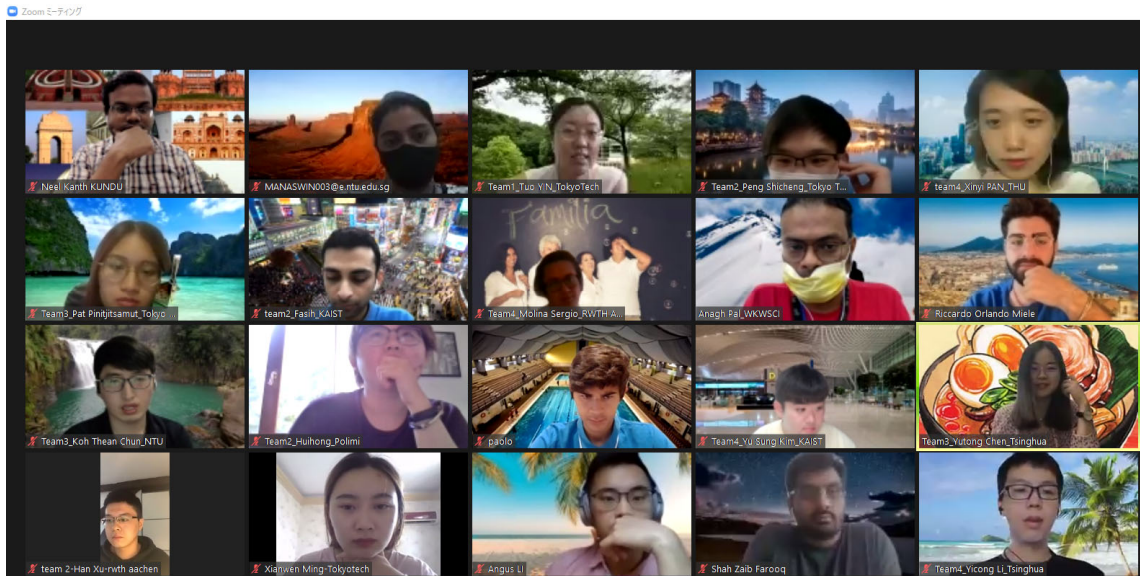 Zoom ミーティング
Neel Kanth KUNDU
MANASWIN003@e.ntu.edu.sg
Team1_Tuo YIN_TokyoTech
Team2_Peng Shicheng_Tokyo T...
team4_Xinyi PAN_THU
Team3_Pat Pinitjitsamut_Tokyo ...
team2_Fasih_KAIST
Familia
Team4_Molina Sergio_RWTH A...
Anagh Pal_WKWSCI
Riccardo Orlando Miele
Team3_Koh Thean Chun_NTU
Team2_Huihong_Polimi
paolo
Team4_Yu Sung Kim_KAIST
Team3_Yutong Chen_Tsinghua
team 2-Han Xu-rwth aachen
Xianwen Ming-Tokyotech
Angus LI
Shah Zaib Farooq
Team4_Yicong Li_Tsinghua